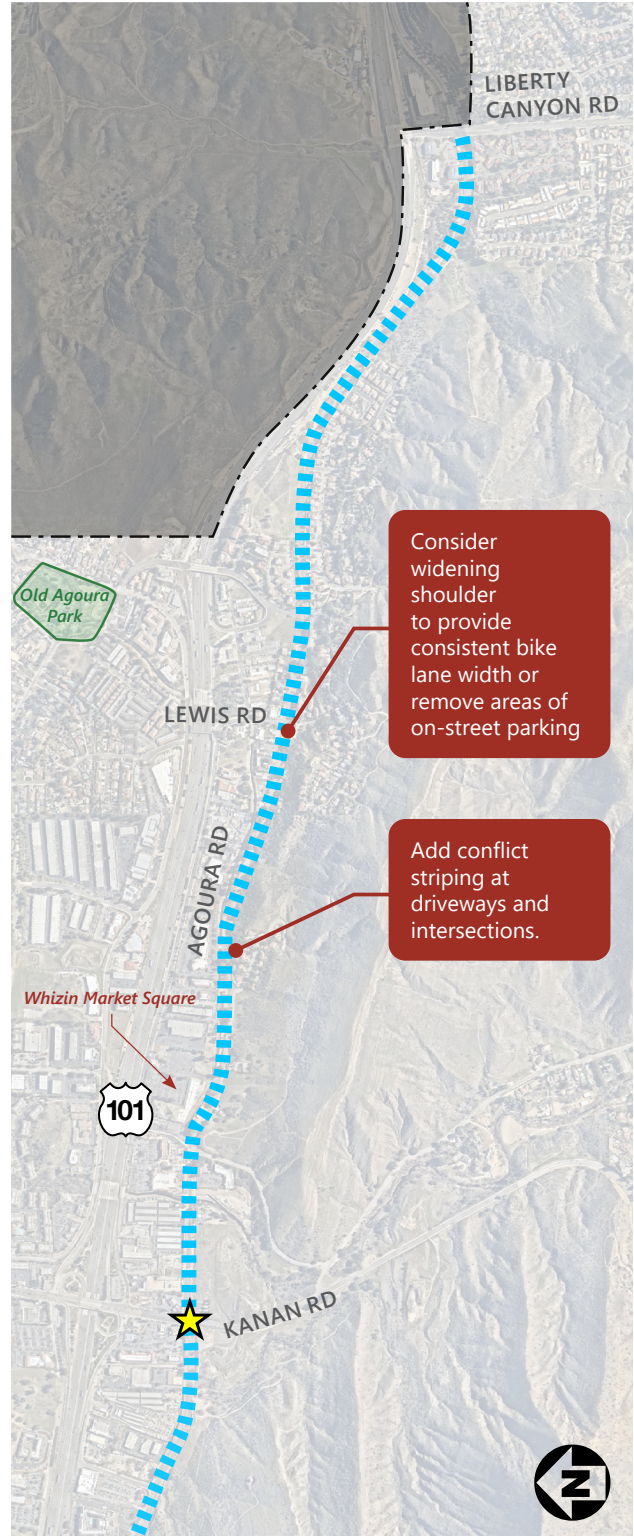 LIBERTY
CANYON RD
Consider
widening
shoulder
to provide
consistent bike
lane width or
remove areas of
on-street parking
Old Agoura
Park
LEWIS RD
AGOURA RD
Add conflict
striping at
driveways and
intersections.
Whizin Market Square
101
KANAN RD
N